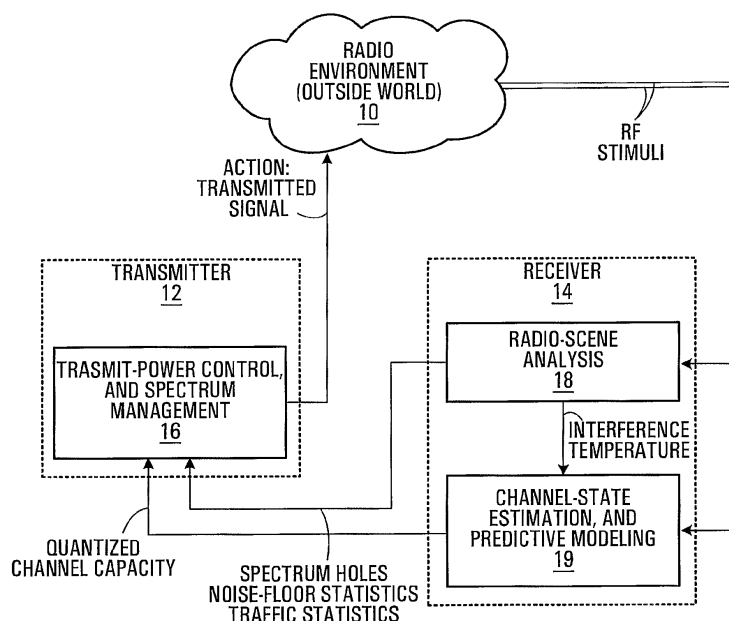 RADIO
ENVIRONMENT
(OUTSIDE WORLD)
10
RF
STIMULI
ACTION:
TRANSMITTED
SIGNAL
TRANSMITTER
12
TRASMIT-POWER CONTROL,
AND SPECTRUM
MANAGEMENT
16
RECEIVER
14
RADIO-SCENE
ANALYSIS
18
INTERFERENCE
TEMPERATURE
CHANNEL-STATE
ESTIMATION, AND
PREDICTIVE MODELING
19
QUANTIZED
CHANNEL CAPACITY
SPECTRUM HOLES
NOISE-FLOOR STATISTICS
TRAFFIC STATISTICS